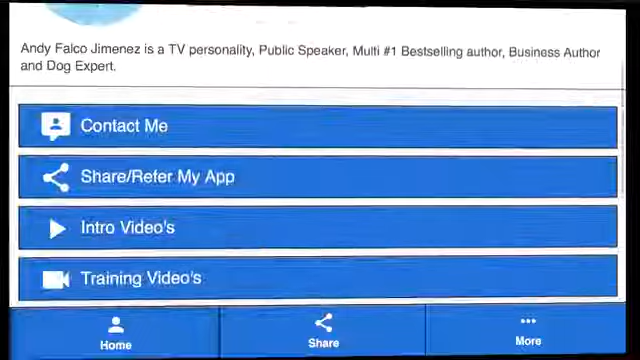 Andy Falco Jimenez is a TV personality, Public Speaker, Multi #1 Bestselling author, Business Author
and Dog Expert.
Contact Me
Share/Refer My App
Intro Video's
Training Video's
Home
Share
More